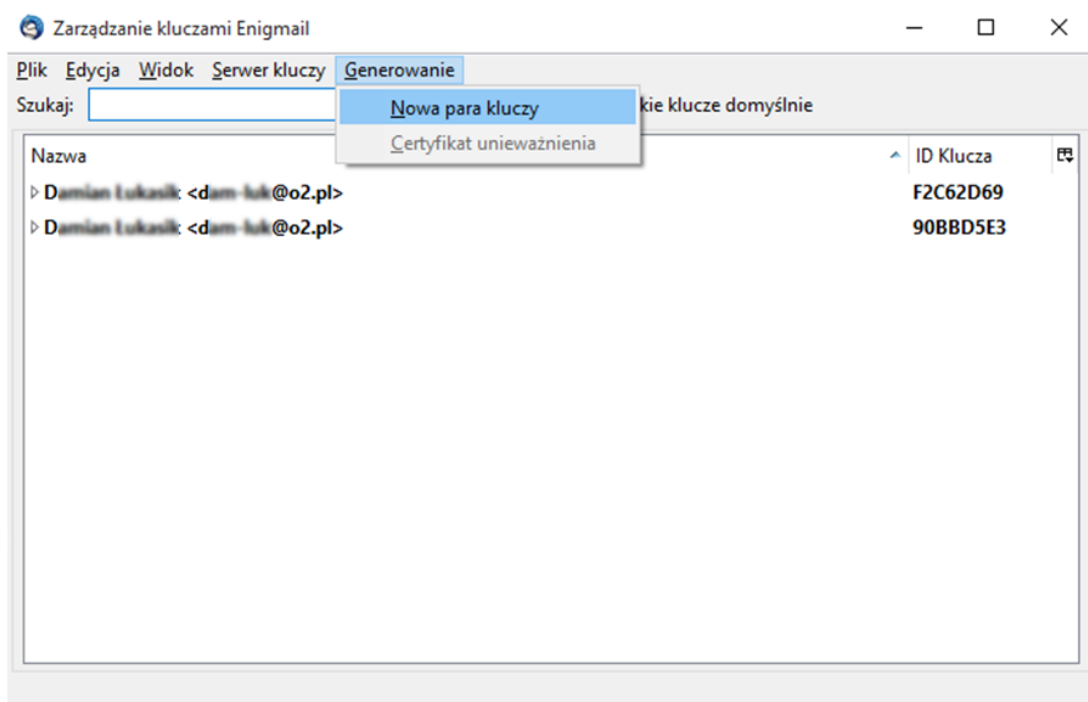 Zarządzanie kluczami Enigmail
Plik Edycja Widok Serwer kluczy Generowanie
Szukaj: kie klucze domyślnie
Nowa para kluczy
Certyfikat unieważnienia
Nazwa ID Klucza
@o2.pl> F2C62D69
@o2.pl> 90BBD5E3